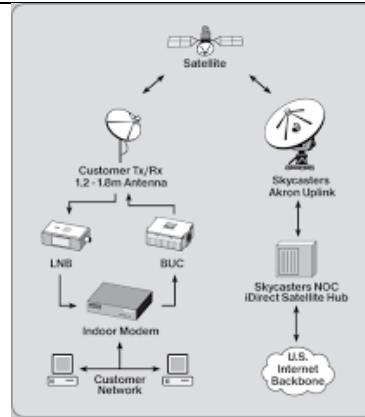 Satellite
Customer Tx/Rx
1.2 - 1.8m Antenna
Skycasters
Akron Uplink
LNB
BUC
Skycasters NOC
iDirect Satellite Hub
Indoor Modem
U.S.
Internet
Backbone
Customer
Network